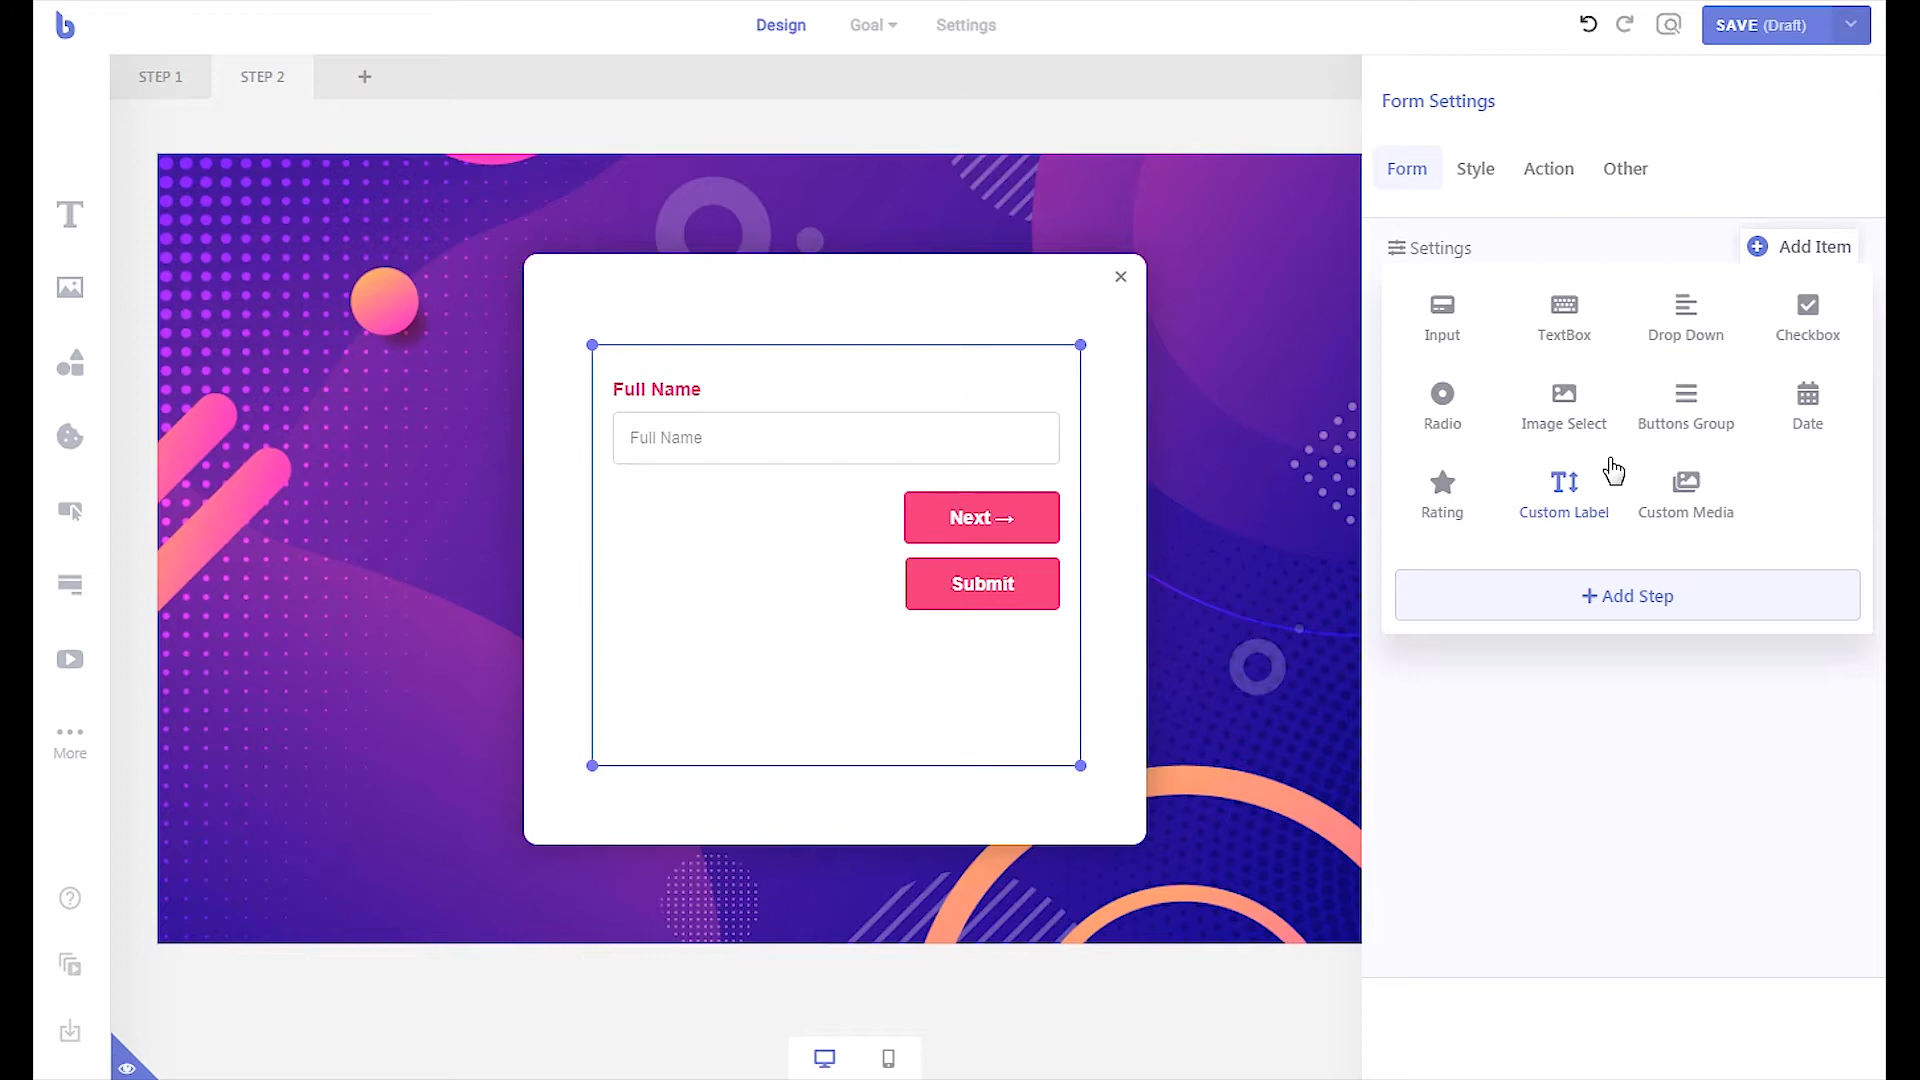 Design Goal Settings
SAVE (Draft)
STEP 1 STEP 2 +
Form Settings
Form Style Action Other
Settings Add Item
Input TextBox Drop Down Checkbox
Radio Image Select Buttons Group Date
Rating Custom Label Custom Media
+ Add Step
Full Name
Full Name
Next →
Submit
More